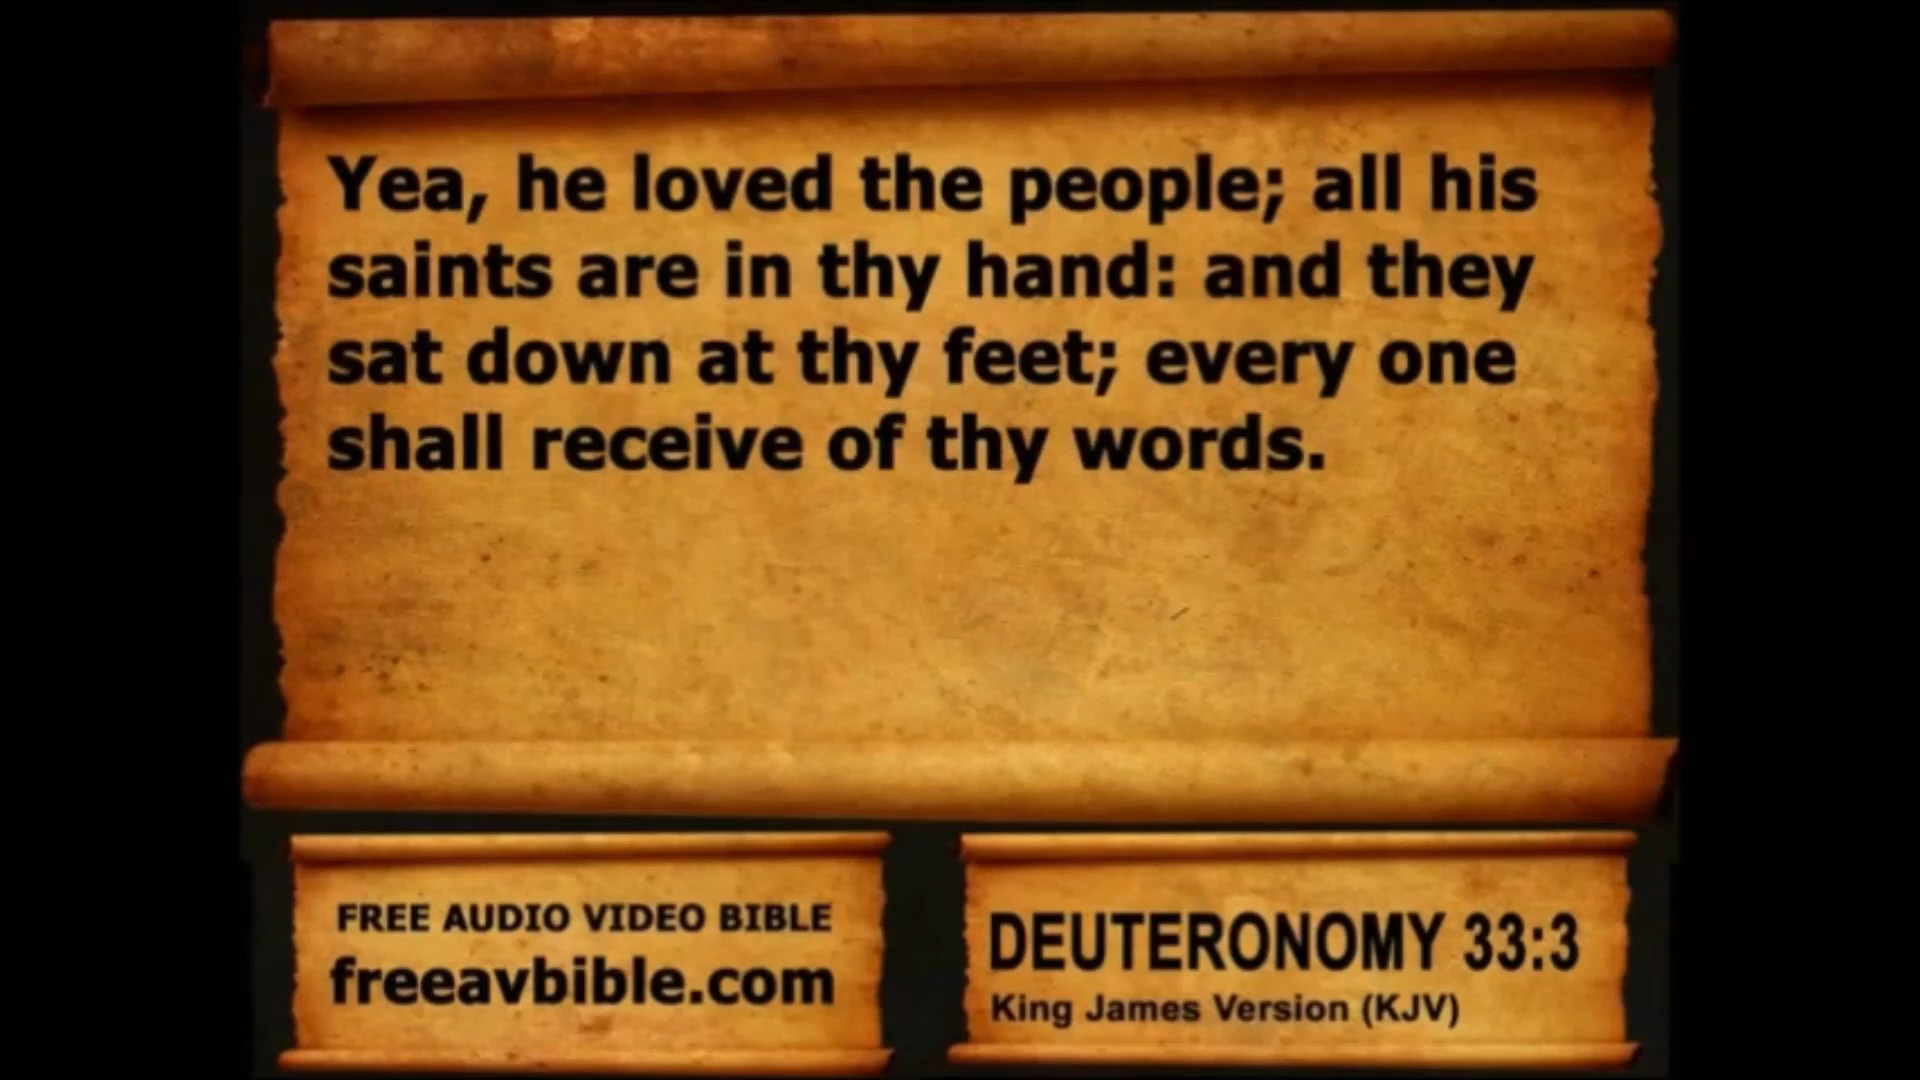 Yea, he loved the people; all his
saints are in thy hand: and they
sat down at thy feet; every one
shall receive of thy words.
FREE AUDIO VIDEO BIBLE
freeavbible.com
DEUTERONOMY 33:3
King James Version (KJV)